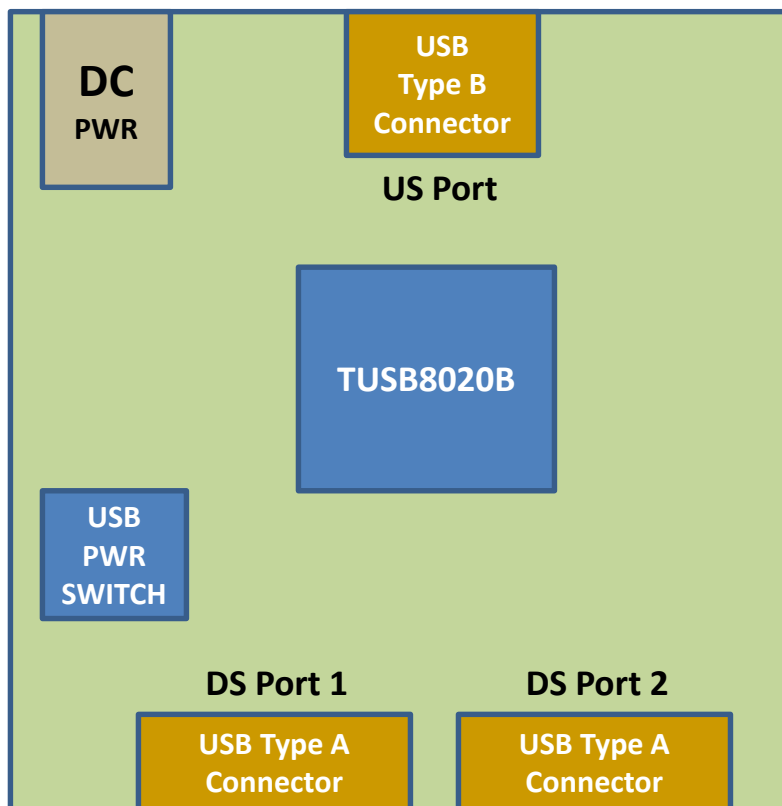 DC
PWR
USB
Type B
Connector
US Port
TUSB8020B
USB
PWR
SWITCH
DS Port 1
DS Port 2
USB Type A
Connector
USB Type A
Connector